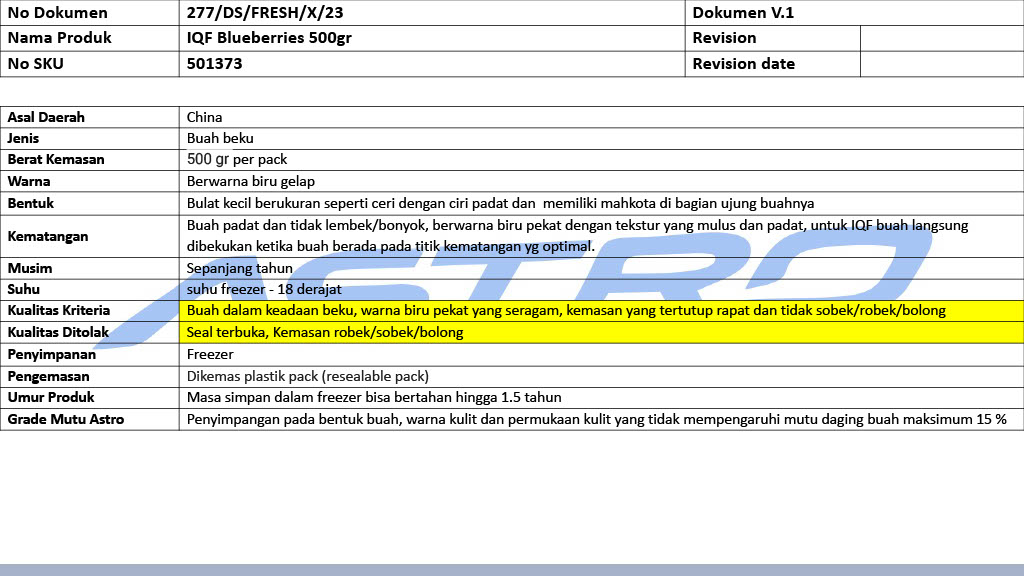 No Dokumen 277/DS/FRESH/X/23 Dokumen V.1
Nama Produk IQF Blueberries 500gr Revision
No SKU 501373 Revision date
Asal Daerah China
Jenis Buah beku
Berat Kemasan 500 gr per pack
Warna Berwarna biru gelap
Bentuk Bulat kecil berukuran seperti ceri dengan ciri padat dan  memiliki mahkota di bagian ujung buahnya
Kematangan Buah padat dan tidak lembek/bonyok, berwarna biru pekat dengan tekstur yang mulus dan padat, untuk IQF buah langsung
dibekukan ketika buah berada pada titik kematangan yg optimal.
Musim Sepanjang tahun
Suhu suhu freezer - 18 derajat
Kualitas Kriteria Buah dalam keadaan beku, warna biru pekat yang seragam, kemasan yang tertutup rapat dan tidak sobek/robek/bolong
Kualitas Ditolak Seal terbuka, Kemasan robek/sobek/bolong
Penyimpanan Freezer
Pengemasan Dikemas plastik pack (resealable pack)
Umur Produk Masa simpan dalam freezer bisa bertahan hingga 1.5 tahun
Grade Mutu Astro Penyimpangan pada bentuk buah, warna kulit dan permukaan kulit yang tidak mempengaruhi mutu daging buah maksimum 15 %
ASTRO